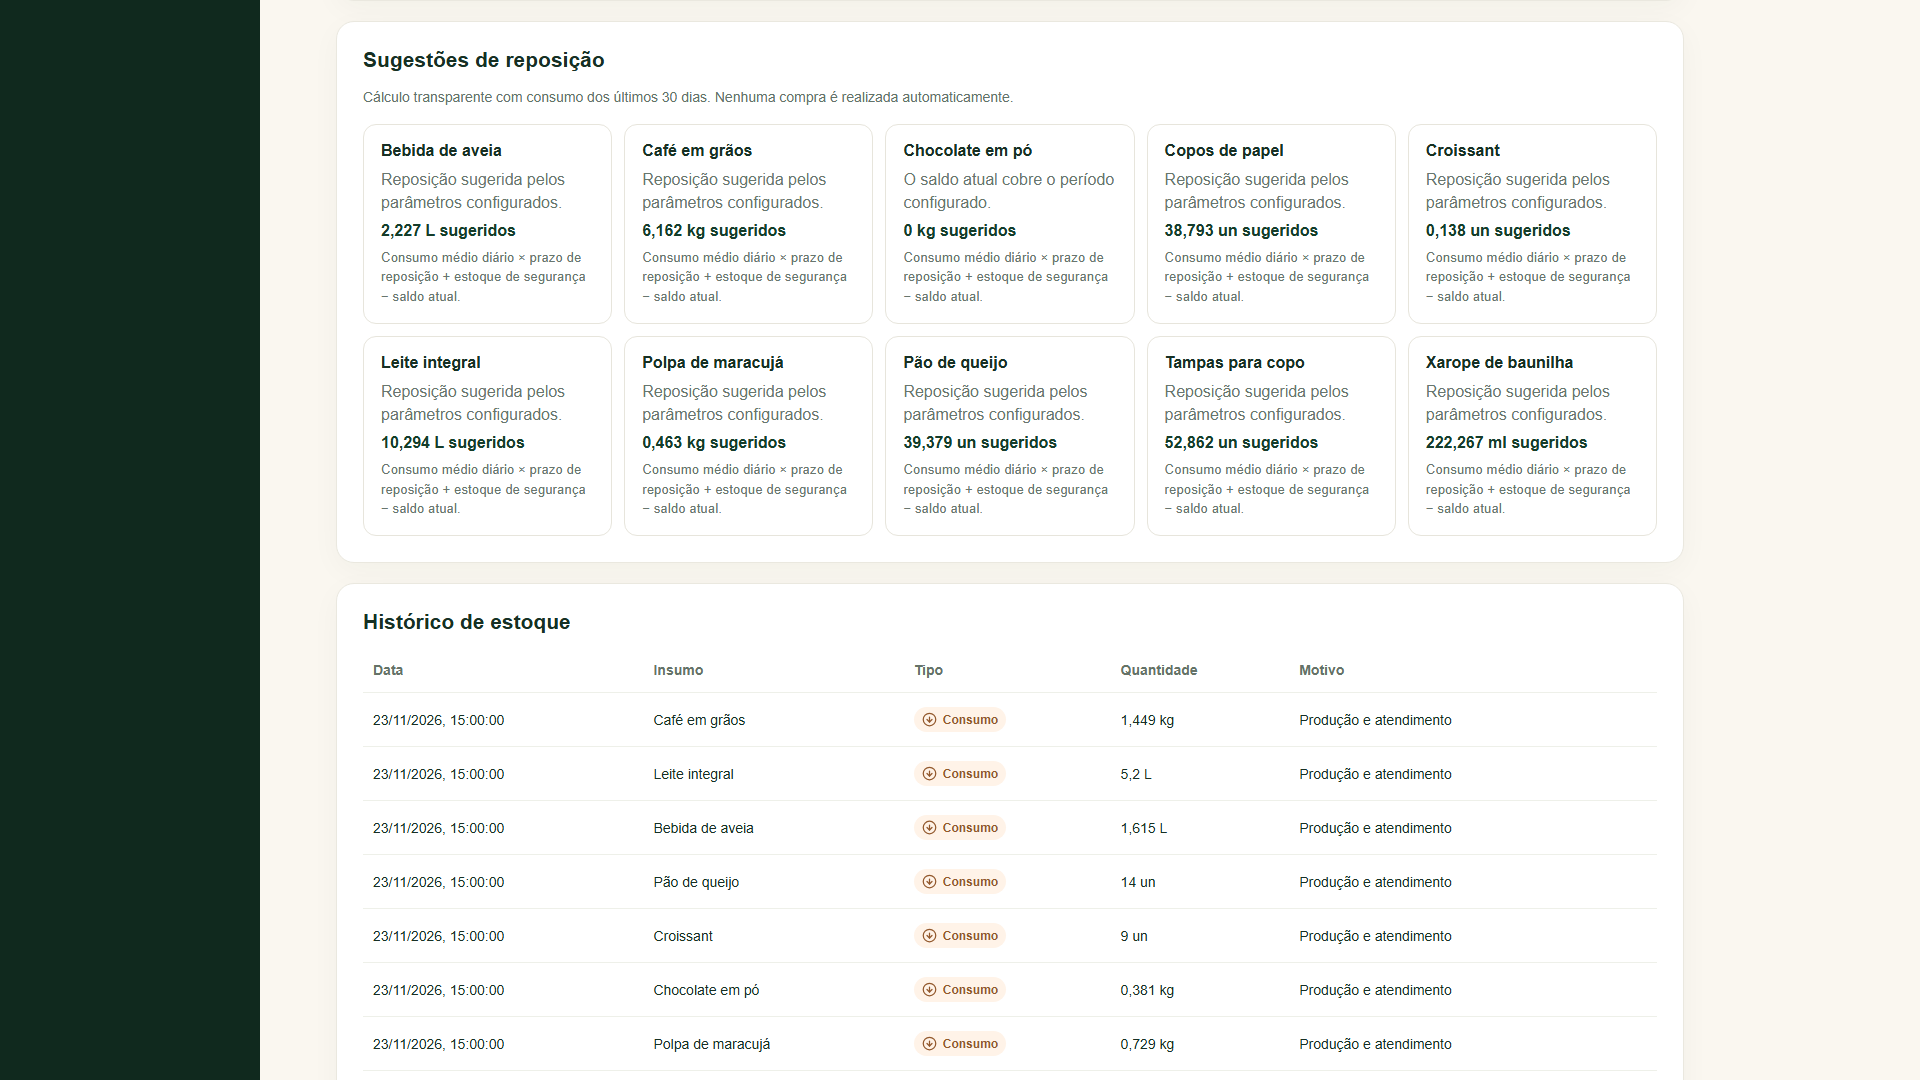 Sugestões de reposição
Cálculo transparente com consumo dos últimos 30 dias. Nenhuma compra é realizada automaticamente.
Bebida de aveia
Reposição sugerida pelos
parâmetros configurados.
2,227 L sugeridos
Consumo médio diário × prazo de
reposição + estoque de segurança
− saldo atual.
Café em grãos
Reposição sugerida pelos
parâmetros configurados.
6,162 kg sugeridos
Consumo médio diário × prazo de
reposição + estoque de segurança
− saldo atual.
Chocolate em pó
O saldo atual cobre o período
configurado.
0 kg sugeridos
Consumo médio diário × prazo de
reposição + estoque de segurança
− saldo atual.
Copos de papel
Reposição sugerida pelos
parâmetros configurados.
38,793 un sugeridos
Consumo médio diário × prazo de
reposição + estoque de segurança
− saldo atual.
Croissant
Reposição sugerida pelos
parâmetros configurados.
0,138 un sugeridos
Consumo médio diário × prazo de
reposição + estoque de segurança
− saldo atual.
Leite integral
Reposição sugerida pelos
parâmetros configurados.
10,294 L sugeridos
Consumo médio diário × prazo de
reposição + estoque de segurança
− saldo atual.
Polpa de maracujá
Reposição sugerida pelos
parâmetros configurados.
0,463 kg sugeridos
Consumo médio diário × prazo de
reposição + estoque de segurança
− saldo atual.
Pão de queijo
Reposição sugerida pelos
parâmetros configurados.
39,379 un sugeridos
Consumo médio diário × prazo de
reposição + estoque de segurança
− saldo atual.
Tampas para copo
Reposição sugerida pelos
parâmetros configurados.
52,862 un sugeridos
Consumo médio diário × prazo de
reposição + estoque de segurança
− saldo atual.
Xarope de baunilha
Reposição sugerida pelos
parâmetros configurados.
222,267 ml sugeridos
Consumo médio diário × prazo de
reposição + estoque de segurança
− saldo atual.
Histórico de estoque
Data Insumo Tipo Quantidade Motivo
23/11/2026, 15:00:00 Café em grãos Consumo 1,449 kg Produção e atendimento
23/11/2026, 15:00:00 Leite integral Consumo 5,2 L Produção e atendimento
23/11/2026, 15:00:00 Bebida de aveia Consumo 1,615 L Produção e atendimento
23/11/2026, 15:00:00 Pão de queijo Consumo 14 un Produção e atendimento
23/11/2026, 15:00:00 Croissant Consumo 9 un Produção e atendimento
23/11/2026, 15:00:00 Chocolate em pó Consumo 0,381 kg Produção e atendimento
23/11/2026, 15:00:00 Polpa de maracujá Consumo 0,729 kg Produção e atendimento